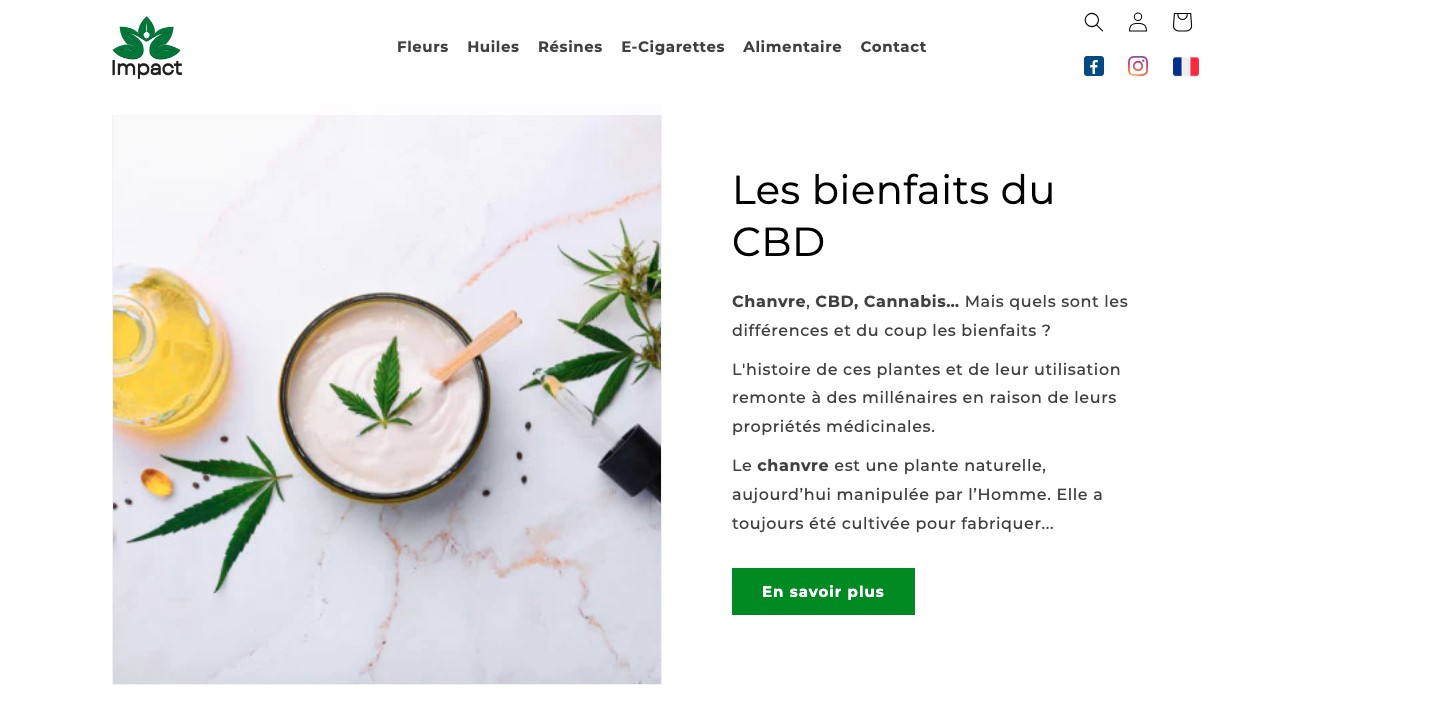 Impact
Fleurs Huiles Résines E-Cigarettes Alimentaire Contact
Les bienfaits du
CBD
Chanvre, CBD, Cannabis... Mais quels sont les
différences et du coup les bienfaits ?
L'histoire de ces plantes et de leur utilisation
remonte à des millénaires en raison de leurs
propriétés médicinales.
Le chanvre est une plante naturelle,
aujourd’hui manipulée par l’Homme. Elle a
toujours été cultivée pour fabriquer...
En savoir plus